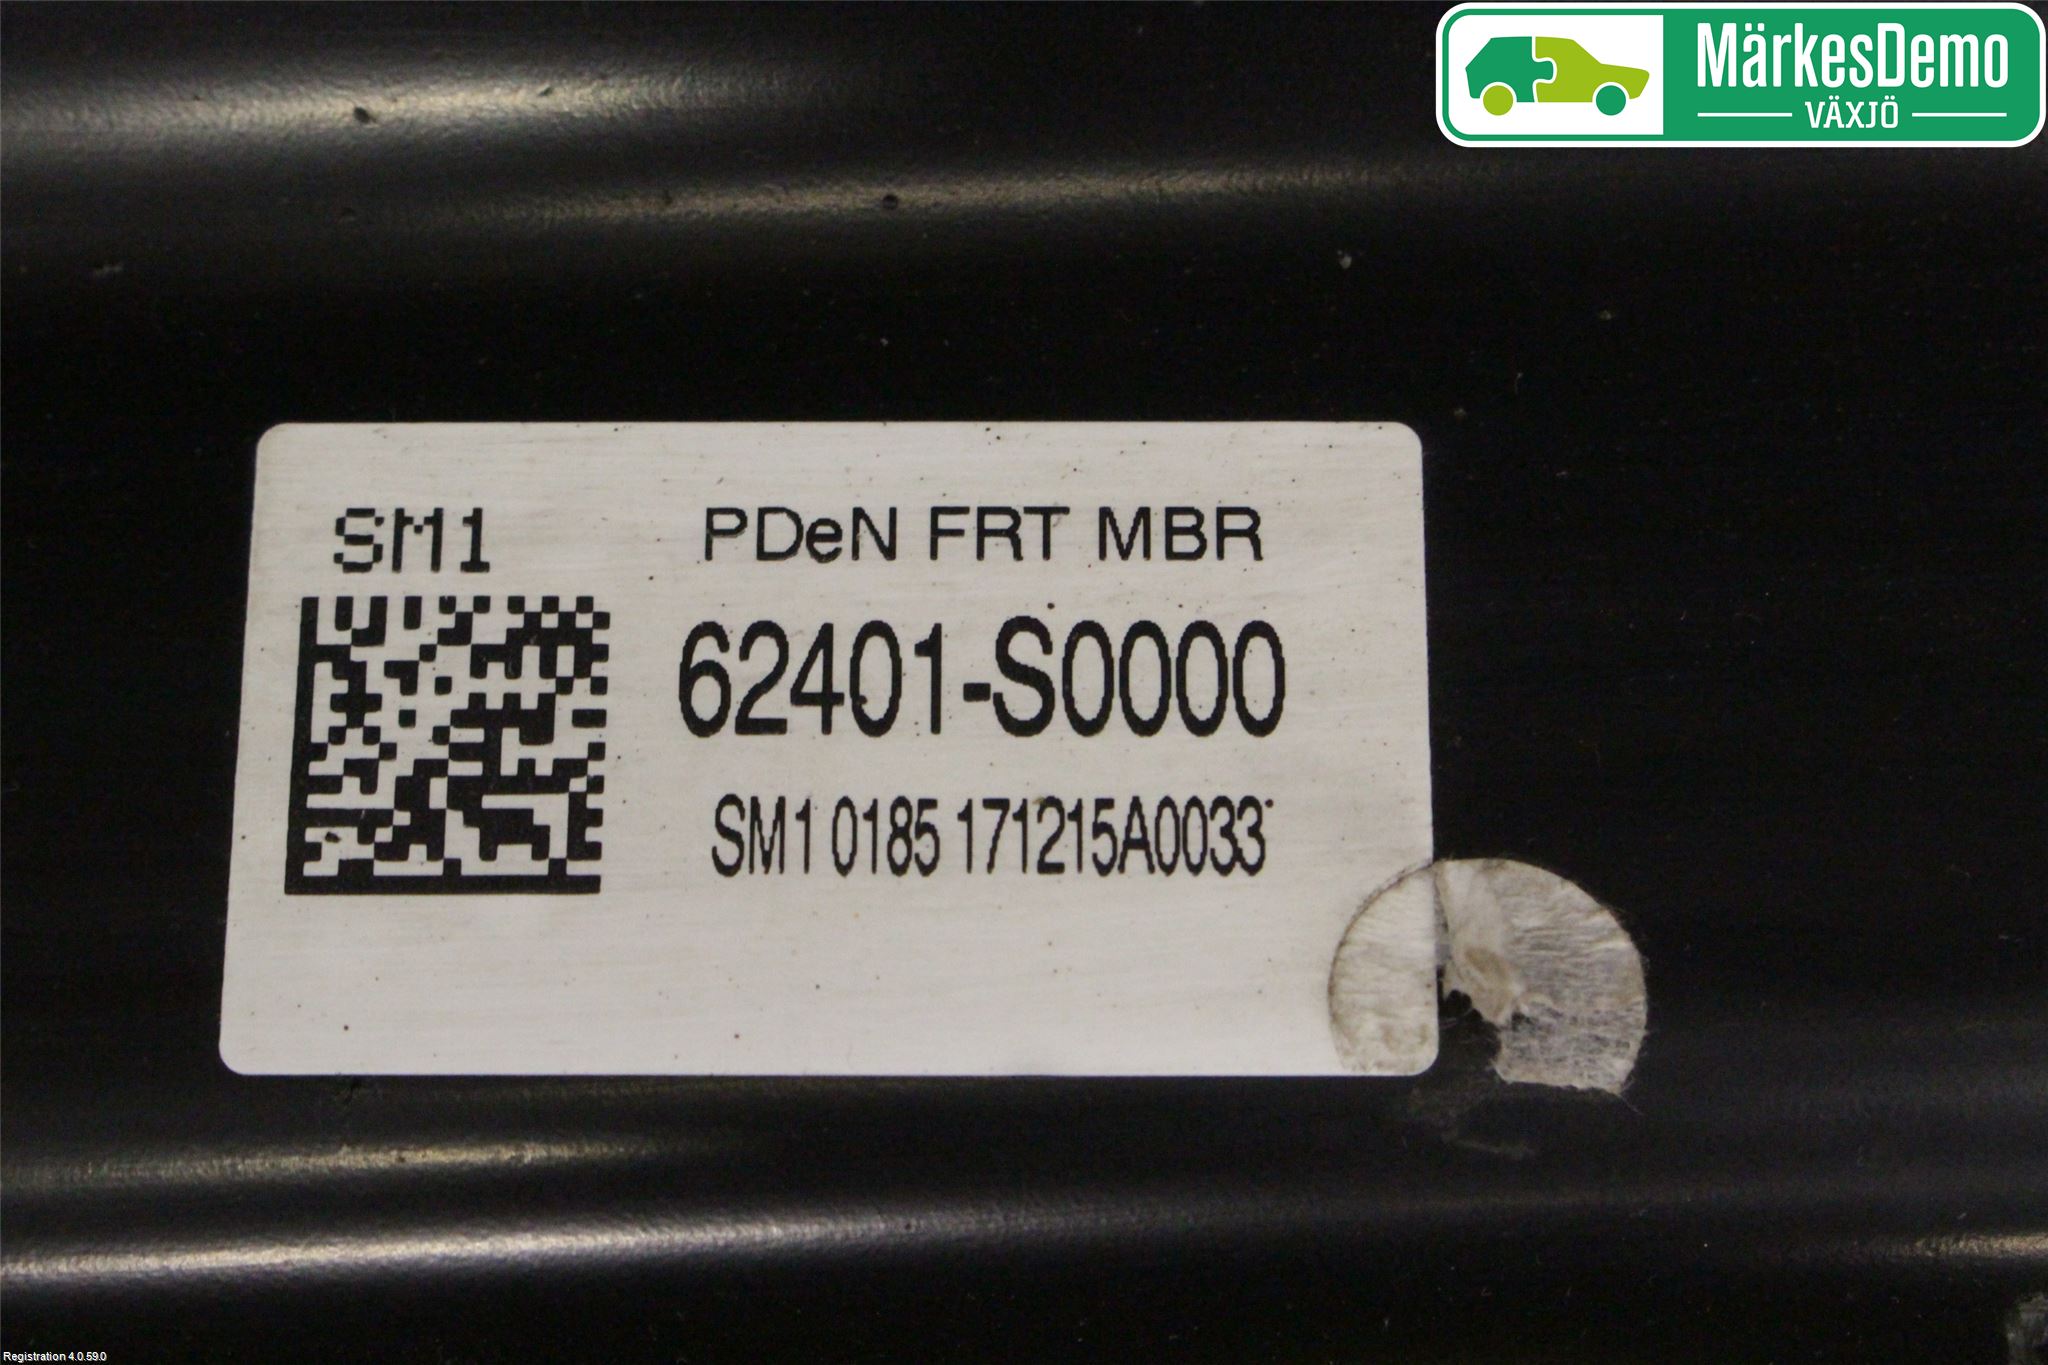 MärkesDemo
VÄXJÖ
SM1
PDeN FRT MBR
62401-S0000
SM1 0185 171215A0033
Registration 4.0.59.0